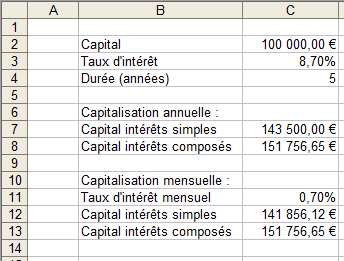 A B C
1
2 Capital 100 000,00 €
3 Taux d'intérêt 8,70%
4 Durée (années) 5
5
6 Capitalisation annuelle :
7 Capital intérêts simples 143 500,00 €
8 Capital intérêts composés 151 756,65 €
9
10 Capitalisation mensuelle :
11 Taux d'intérêt mensuel 0,70%
12 Capital intérêts simples 141 856,12 €
13 Capital intérêts composés 151 756,65 €
14